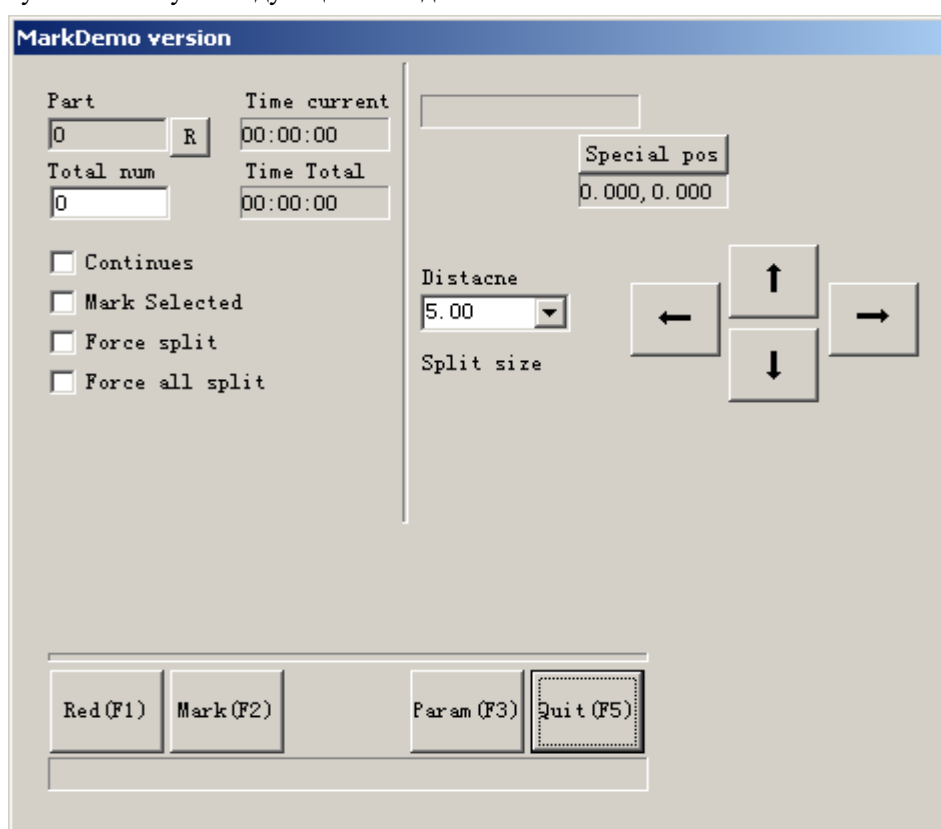 MarkDemo version
Part
Time current
0
R
00:00:00
Total num
Time Total
0
00:00:00
Continues
Mark Selected
Force split
Force all split
Special pos
0.000,0.000
Distacne
5.00
Split size
Red(F1)
Mark(F2)
Param(F3)
Quit(F5)